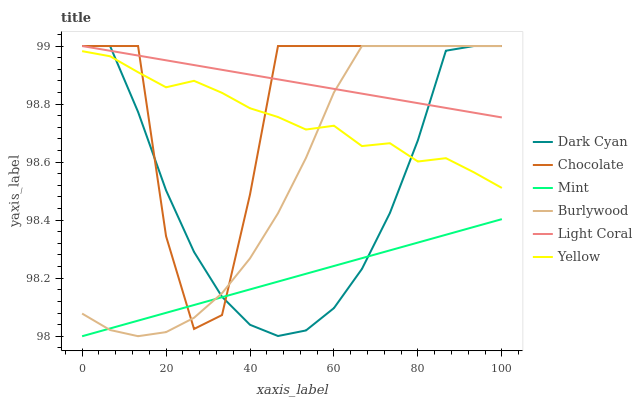 title
99
98.8
98.6
98.4
98.2
98
yaxis_label
0
20
40
60
80
100
xaxis_label
Dark Cyan
Chocolate
Mint
Burlywood
Light Coral
Yellow